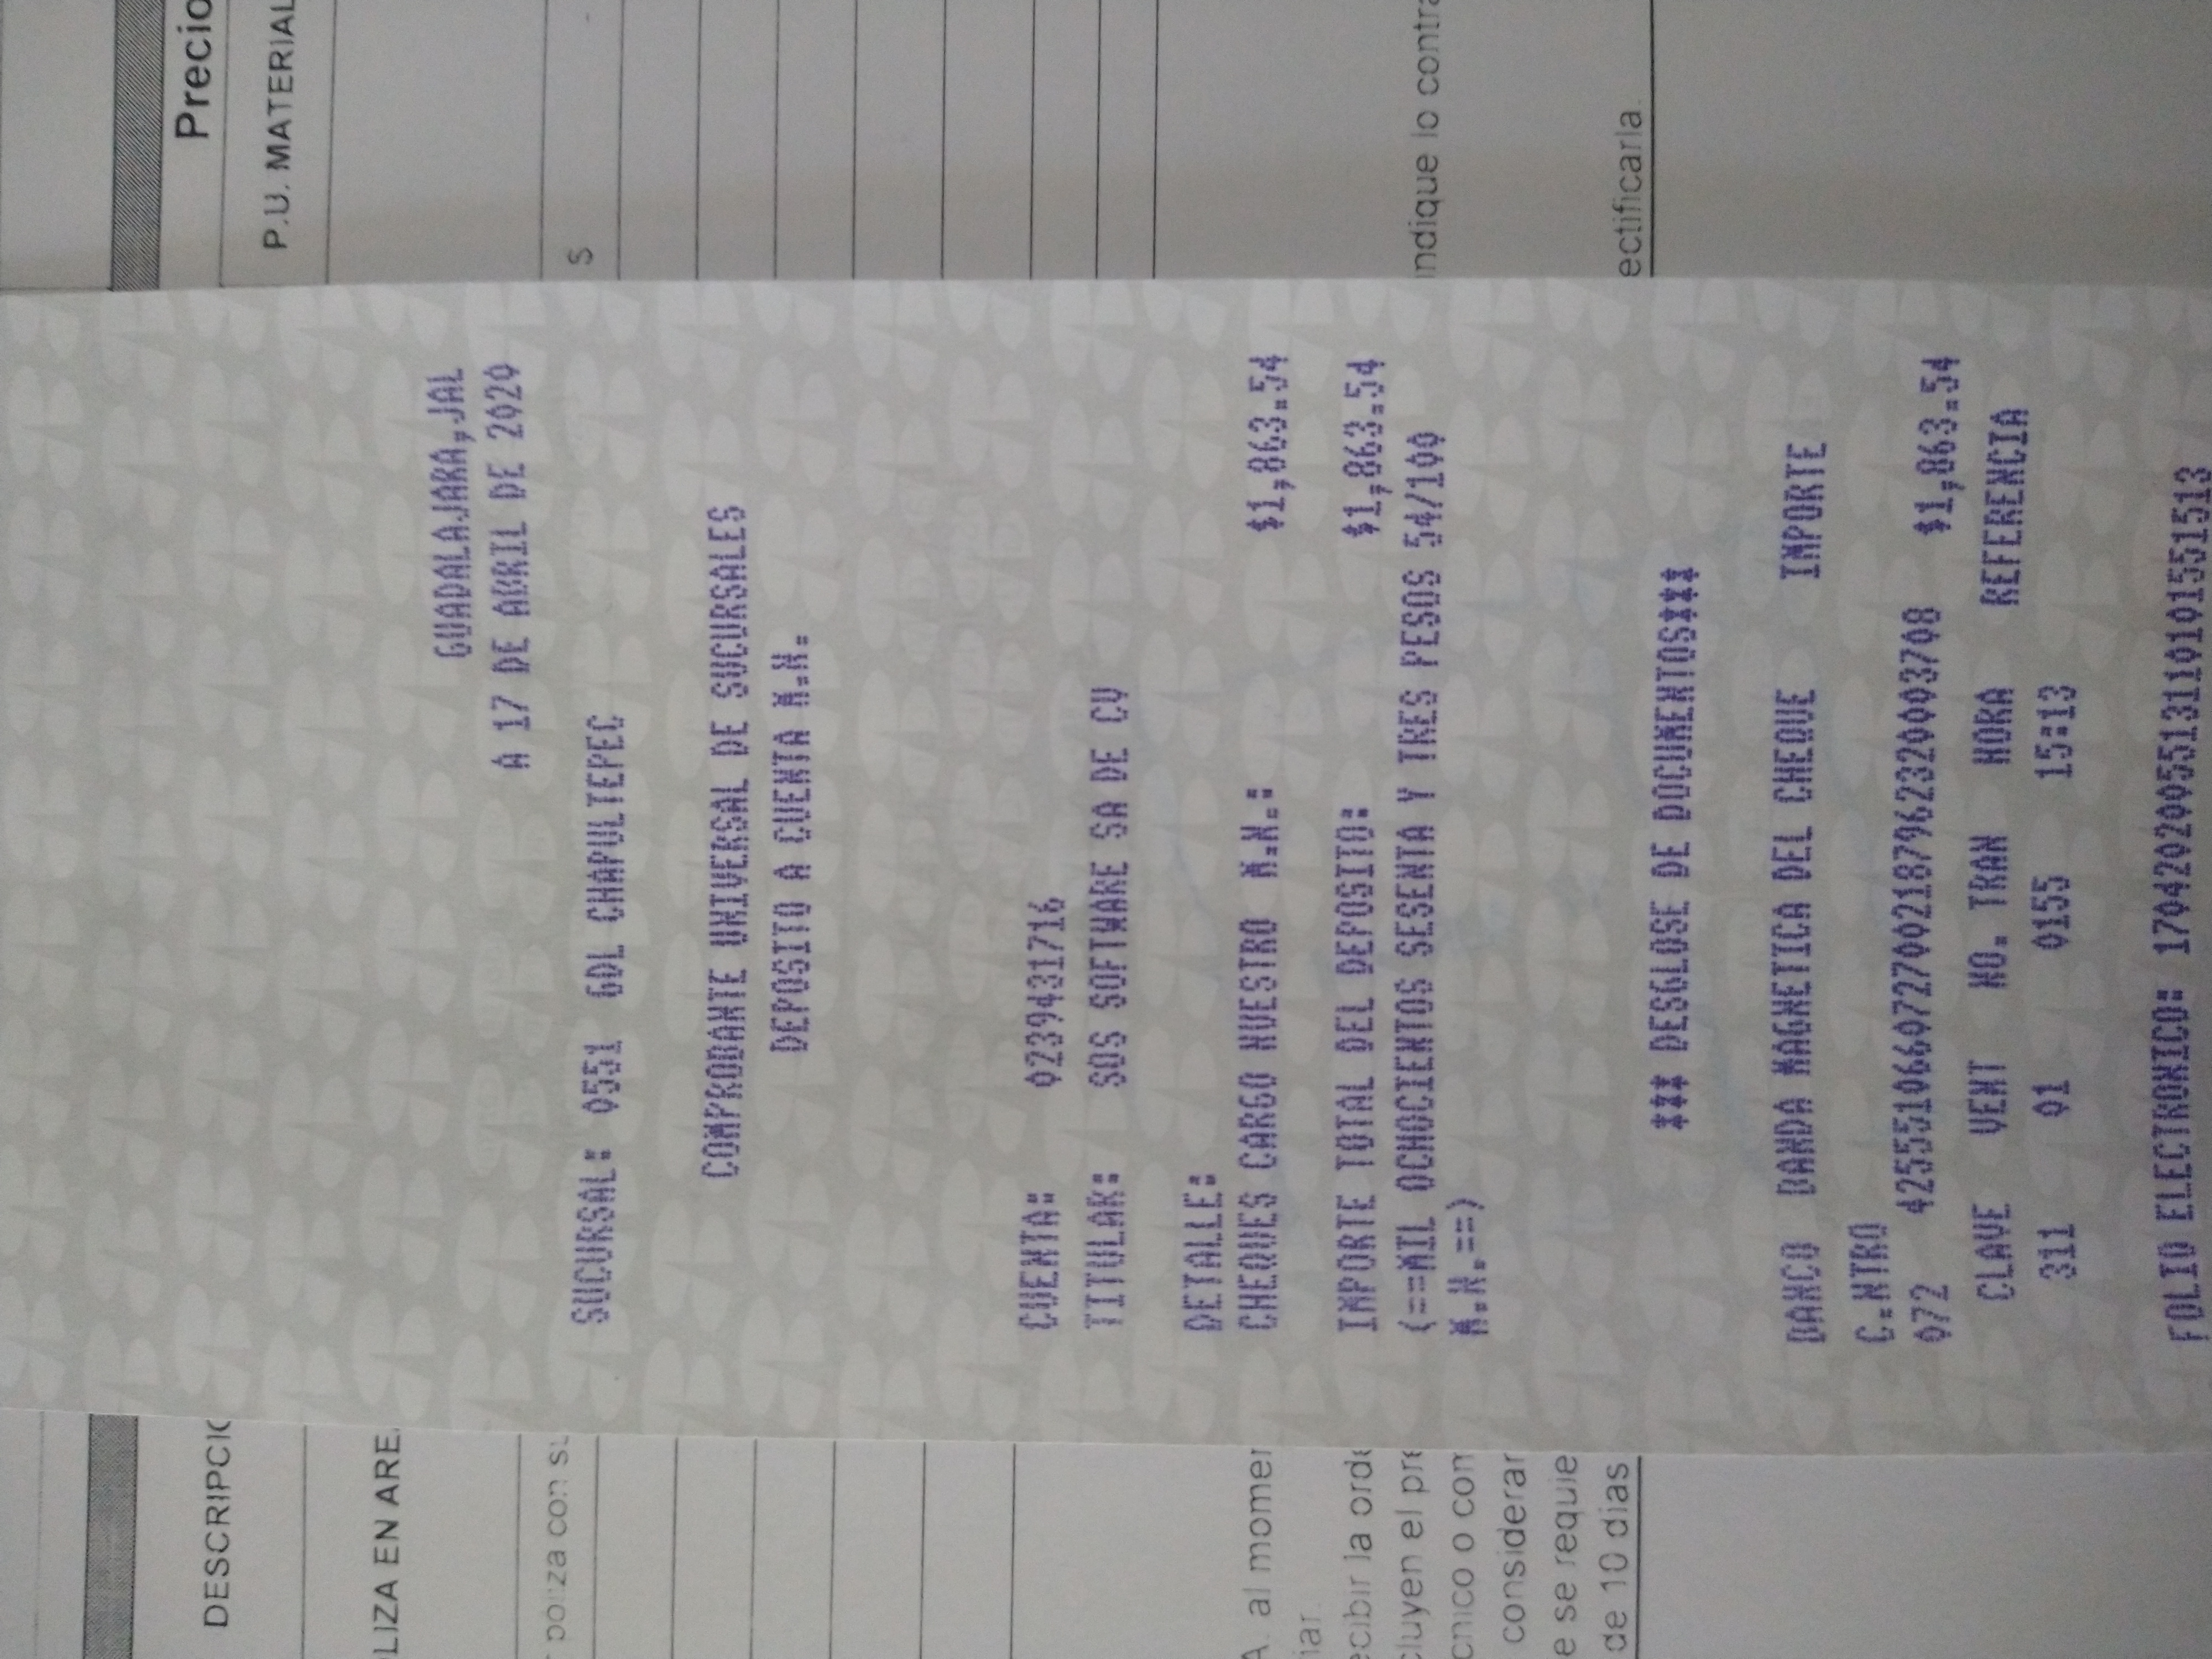 DESCRIPCIO
Precio
P.U. MATERIAL
LIZA EN ARE
GUADALAJARA,JAL
A 17 DE ABRIL DE 2020
poliza con su
S
SUCURSAL: 0551 GDL CHAPULTEPEC
COMPROBANTE UNIVERSAL DE SUCURSALES
DEPOSITO A CUENTA M.N.
CUENTA: 0239431716
TITULAR: SOS SOFTWARE SA DE CV
DETALLE:
CHEQUES CARGO NUESTRO M.N.: $1,863.54
A. al momen
iar.
IMPORTE TOTAL DEL DEPOSITO: $1,863.54
ecibir la orde
(==MIL OCHOCIENTOS SESENTA Y TRES PESOS 54/100
cluyen el pre
indique lo contra
M.N.==)
cnico o com
considerar
e se requie
de 10 dias
ectificarla.
*** DESGLOSE DE DOCUMENTOS***
BANCO BANDA MAGNETICA DEL CHEQUE IMPORTE
C.NTRO
072 42555106607270021879623200037​08 $1,863.54
CLAVE VENT NO. TRAN HORA REFERENCIA
311 01 0155 15:13
FOLIO ELECTRONICO: 1704202005513110101551513